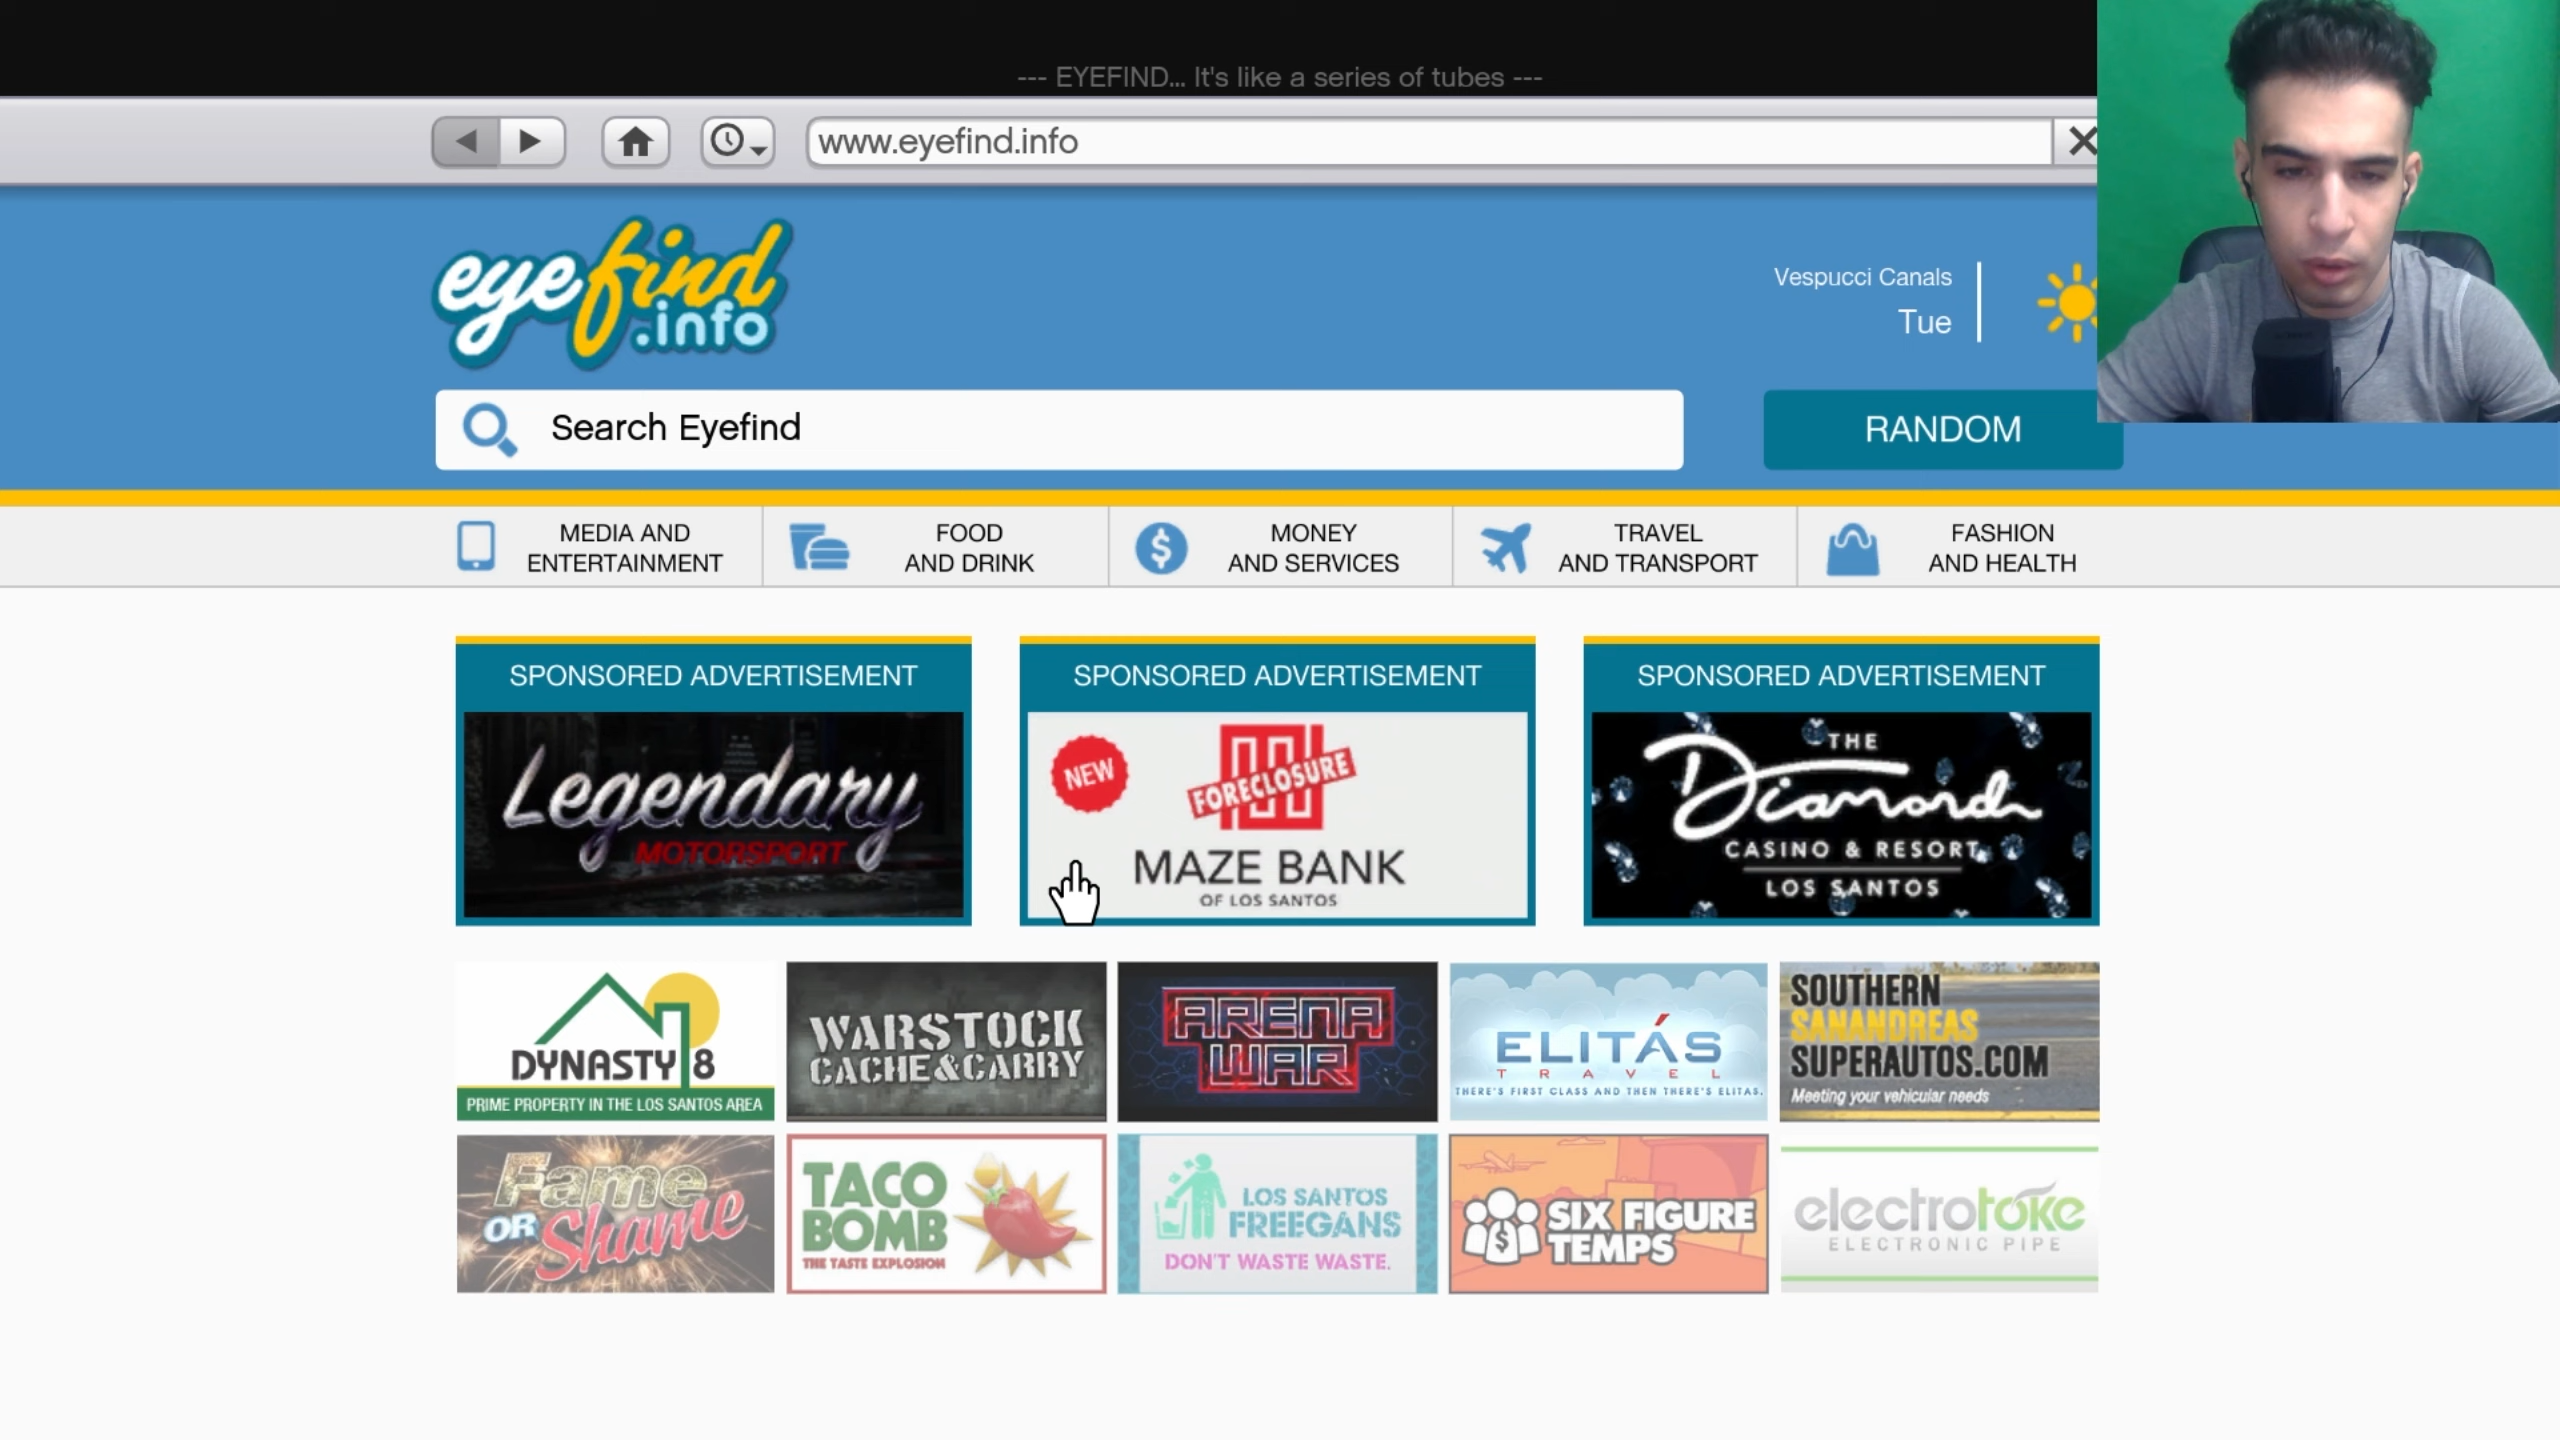 --- EYEFIND... It's like a series of tubes ---
www.eyefind.info
eyefind
.info
Vespucci Canals
Tue
Search Eyefind
RANDOM
MEDIA AND
ENTERTAINMENT
FOOD
AND DRINK
MONEY
AND SERVICES
TRAVEL
AND TRANSPORT
FASHION
AND HEALTH
SPONSORED ADVERTISEMENT
Legendary
MOTORSPORT
SPONSORED ADVERTISEMENT
NEW
FORECLOSURE
MAZE BANK
OF LOS SANTOS
SPONSORED ADVERTISEMENT
THE
Diamond
CASINO & RESORT
LOS SANTOS
DYNASTY 8
PRIME PROPERTY IN THE LOS SANTOS AREA
WARSTOCK
CACHE&CARRY
ARENA
WAR
ELITÁS
TRAVEL
THERE'S FIRST CLASS AND THEN THERE'S ELITAS.
SOUTHERN
SANANDREAS
SUPERAUTOS.COM
Meeting your vehicular needs
Fame
OR Shame
TACO
BOMB
THE TASTE EXPLOSION
LOS SANTOS
FREEGANS
DON'T WASTE WASTE.
SIX FIGURE
TEMPS
electrotoke
ELECTRONIC PIPE